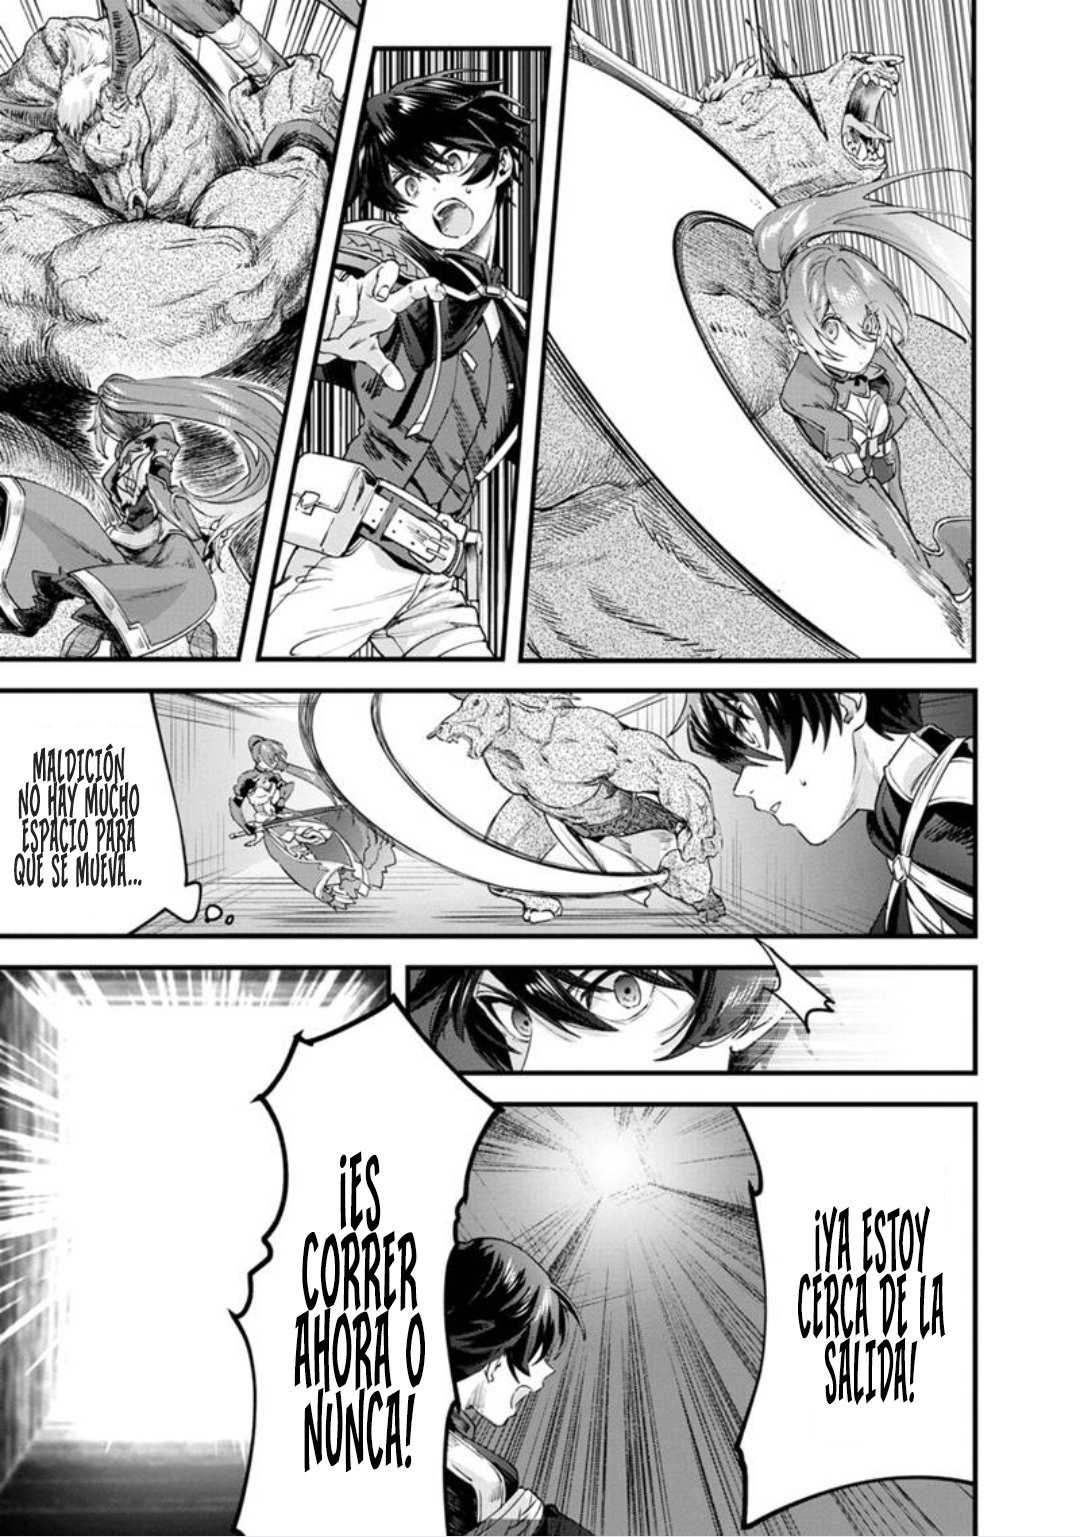 MALDICIÓN
NO HAY MUCHO
ESPACIO PARA
QUE SE MUEVA...
¡YA ESTOY
CERCA DE LA
SALIDA!
¡ES
CORRER
AHORA O
NUNCA!